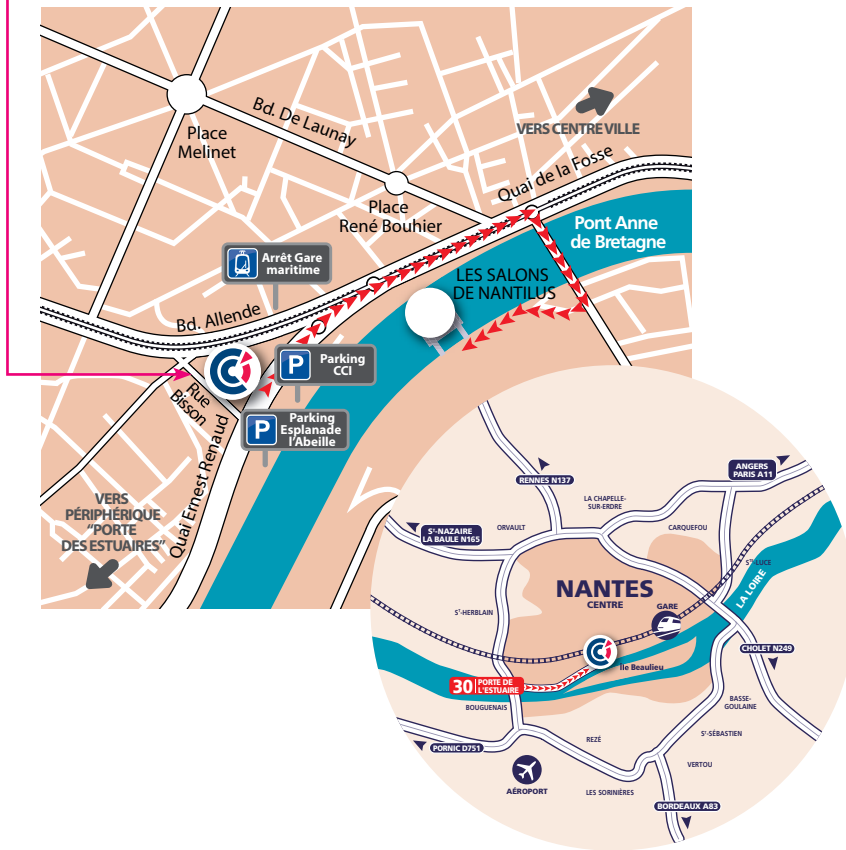 Bd. De Launay
Place
Melinet
VERS CENTRE VILLE
Quai de la Fosse
Place
René Bouhier
Pont Anne
de Bretagne
Arrêt Gare
maritime
LES SALONS
DE NANTILUS
Bd. Allende
P
Parking
CCI
Rue
Bisson
P
Parking
Esplanade
l'Abeille
Quai Ernest Renaud
VERS
PÉRIPHÉRIQUE
"PORTE
DES ESTUAIRES"
RENNES N137
ANGERS
PARIS A11
LA CHAPELLE-
SUR-ERDRE
ORVAULT
CARQUEFOU
St-NAZAIRE
LA BAULE N165
Ste-LUCE
LA LOIRE
NANTES
CENTRE
GARE
St-HERBLAIN
CHOLET N249
Ile Beaulieu
30 PORTE DE
L'ESTUAIRE
BOUGUENAIS
BASSE-
GOULAINE
St-SÉBASTIEN
REZÉ
PORNIC D751
VERTOU
AÉROPORT
LES SORINIÈRES
BORDEAUX A83